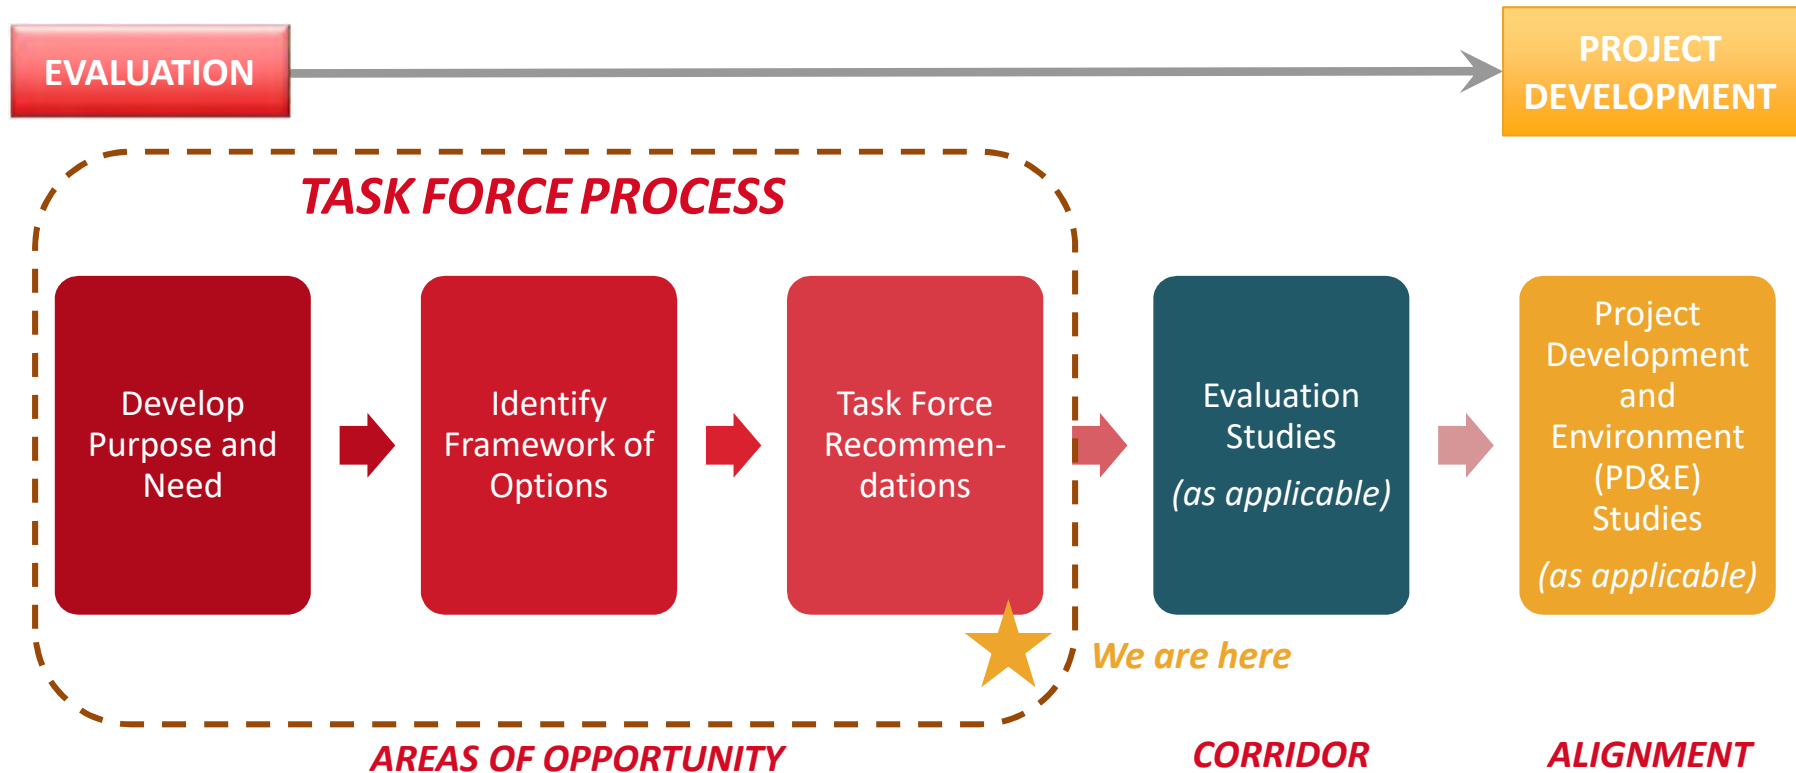 EVALUATION
PROJECT
DEVELOPMENT
TASK FORCE PROCESS
Develop
Purpose and
Need
Identify
Framework of
Options
Task Force
Recommen-
dations
Evaluation
Studies
(as applicable)
Project
Development
and
Environment
(PD&E)
Studies
(as applicable)
We are here
AREAS OF OPPORTUNITY
CORRIDOR
ALIGNMENT